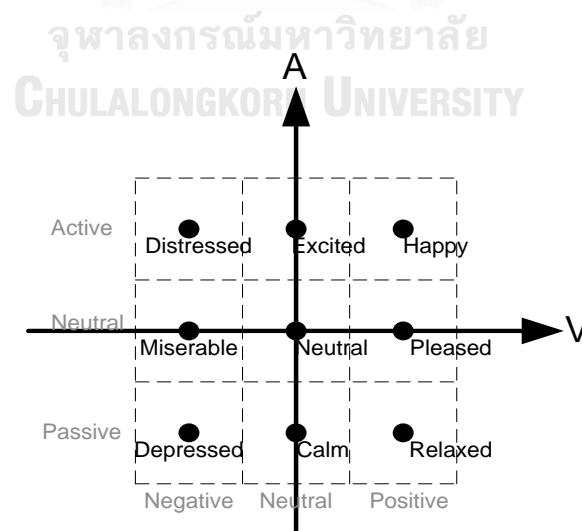 จุฬาลงกรณ์มหาวิทยาลัย
CHULALONGKORN UNIVERSITY
A
Active
Distressed Excited Happy
Neutral
V
Miserable Neutral Pleased
Passive
Depressed Calm Relaxed
Negative Neutral Positive